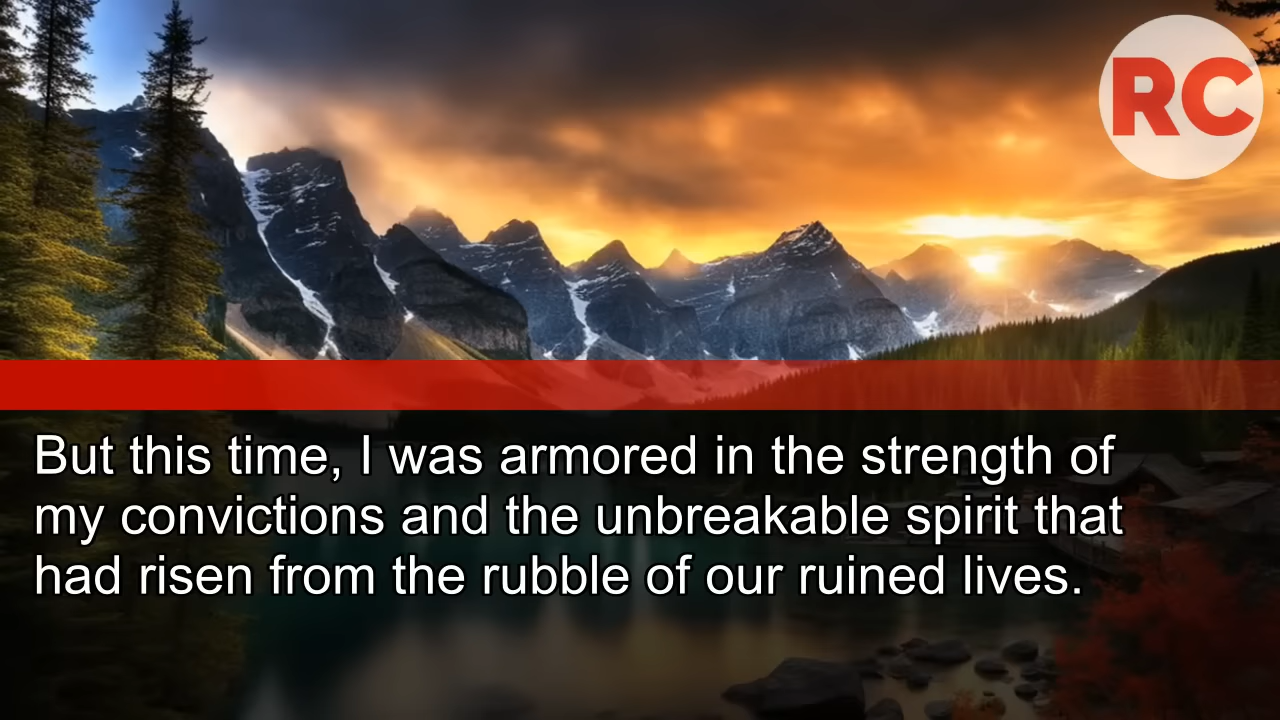 RC
But this time, I was armored in the strength of
my convictions and the unbreakable spirit that
had risen from the rubble of our ruined lives.